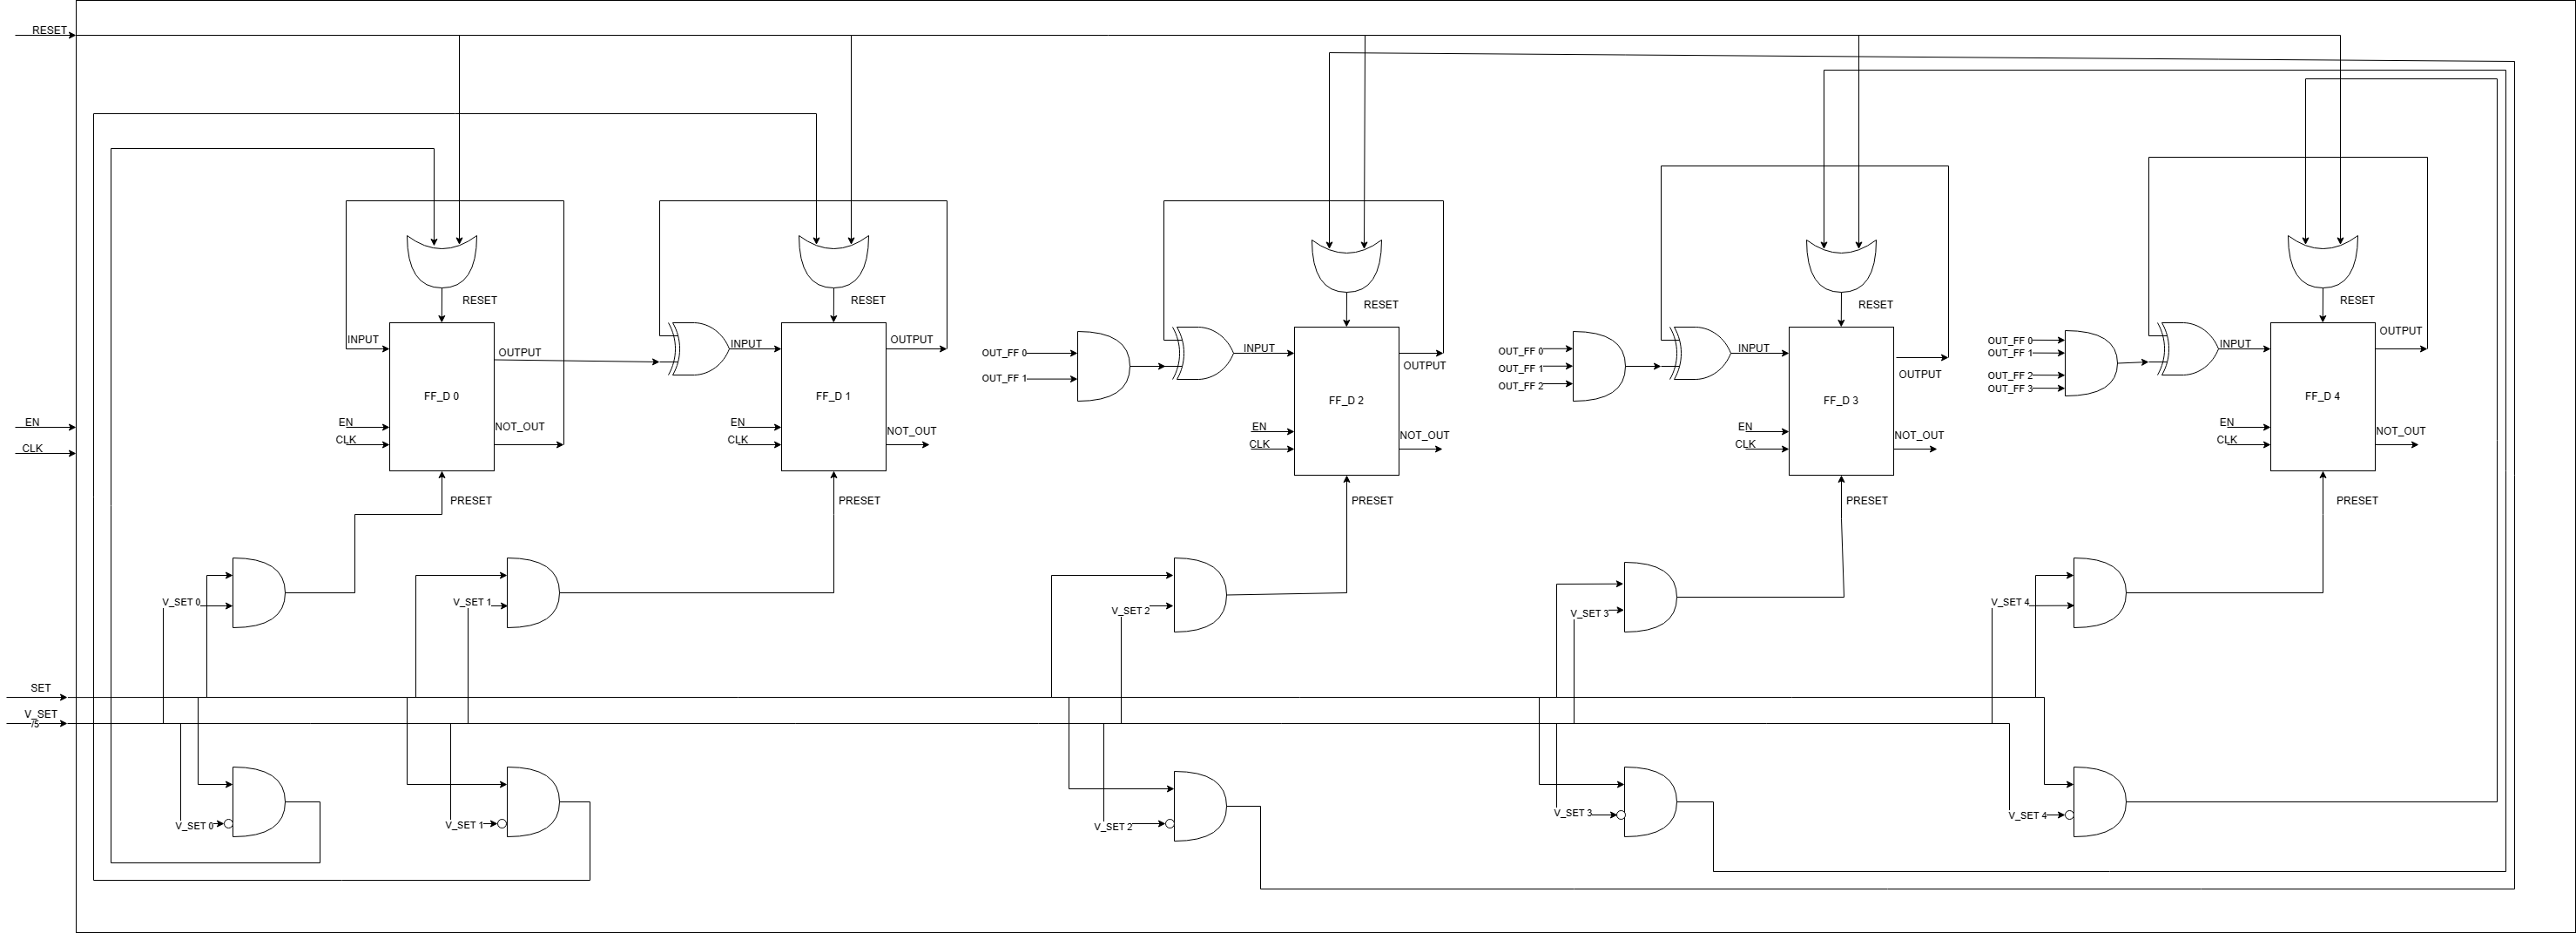 RESET
RESET
RESET
RESET
RESET
RESET
INPUT
OUTPUT
FF_D 0
EN
CLK
NOT_OUT
PRESET
INPUT
OUTPUT
FF_D 1
EN
CLK
NOT_OUT
PRESET
OUT_FF 0
OUT_FF 1
INPUT
OUTPUT
FF_D 2
EN
CLK
NOT_OUT
PRESET
OUT_FF 0
OUT_FF 1
OUT_FF 2
INPUT
OUTPUT
FF_D 3
EN
CLK
NOT_OUT
PRESET
OUT_FF 0
OUT_FF 1
OUT_FF 2
OUT_FF 3
INPUT
OUTPUT
FF_D 4
EN
CLK
NOT_OUT
PRESET
EN
CLK
V_SET 0
V_SET 1
V_SET 2
V_SET 3
V_SET 4
SET
V_SET
/5
V_SET 0
V_SET 1
V_SET 2
V_SET 3
V_SET 4